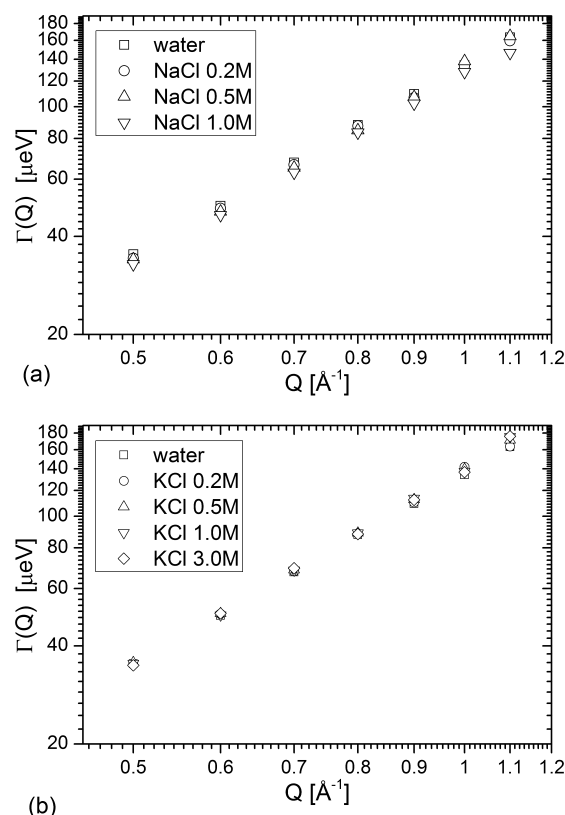 180
160
140
120
100
80
60
40
20
Γ(Q) [μeV]
water
NaCl 0.2M
NaCl 0.5M
NaCl 1.0M
0.5 0.6 0.7 0.8 0.9 1 1.1 1.2
Q [Å-1]
(a)
180
160
140
120
100
80
60
40
20
Γ(Q) [μeV]
water
KCl 0.2M
KCl 0.5M
KCl 1.0M
KCl 3.0M
0.5 0.6 0.7 0.8 0.9 1 1.1 1.2
Q [Å-1]
(b)